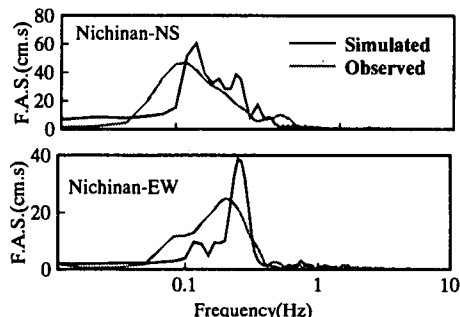 80
60
40
20
0
F.A.S.(cm.s)
Nichinan-NS
Simulated
Observed
40
20
0
F.A.S.(cm.s)
Nichinan-EW
0.1 1 10
Frequency(Hz)